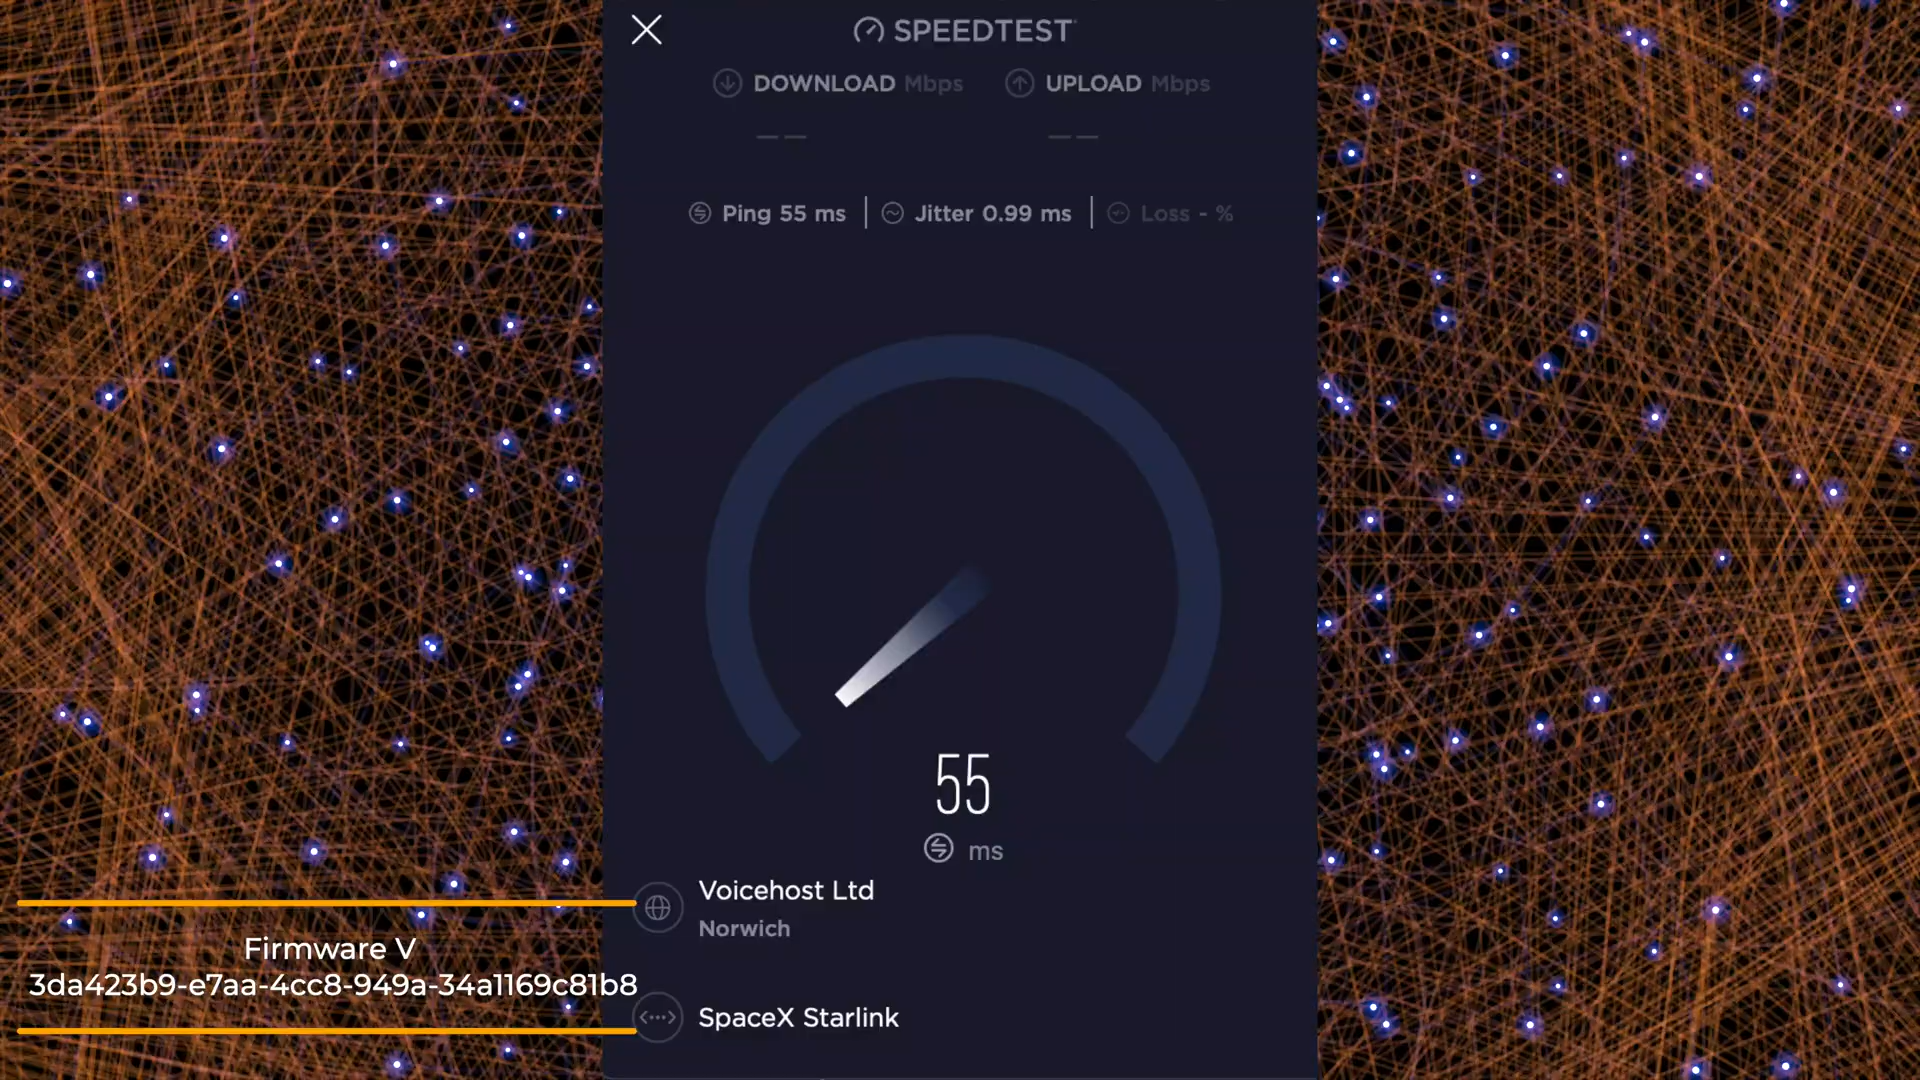 SPEEDTEST
DOWNLOAD Mbps UPLOAD Mbps
— — — —
Ping 55 ms Jitter 0.99 ms Loss - %
55
ms
Voicehost Ltd
Norwich
Firmware V
3da423b9-e7aa-4cc8-949a-34a1169c81b8
SpaceX Starlink